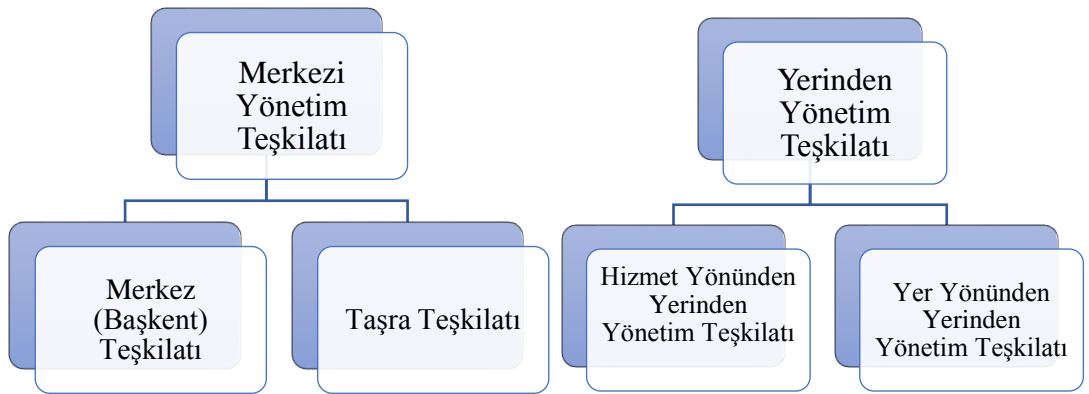 Merkezi
Yönetim
Teşkilatı
Yerinden
Yönetim
Teşkilatı
Merkez
(Başkent)
Teşkilatı
Taşra Teşkilatı
Hizmet Yönünden
Yerinden
Yönetim Teşkilatı
Yer Yönünden
Yerinden
Yönetim Teşkilatı